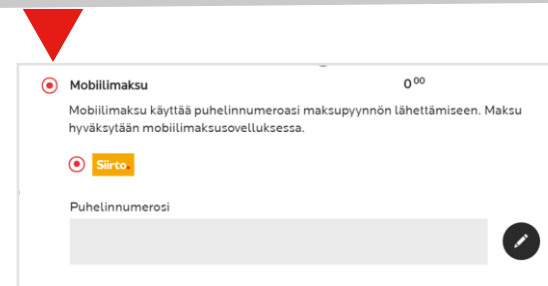 Mobiilimaksu 0⁰⁰
Mobiilimaksu käyttää puhelinnumeroasi maksupyynnön lähettämiseen. Maksu
hyväksytään mobiilimaksusovelluksessa.
Siirto.
Puhelinnumerosi